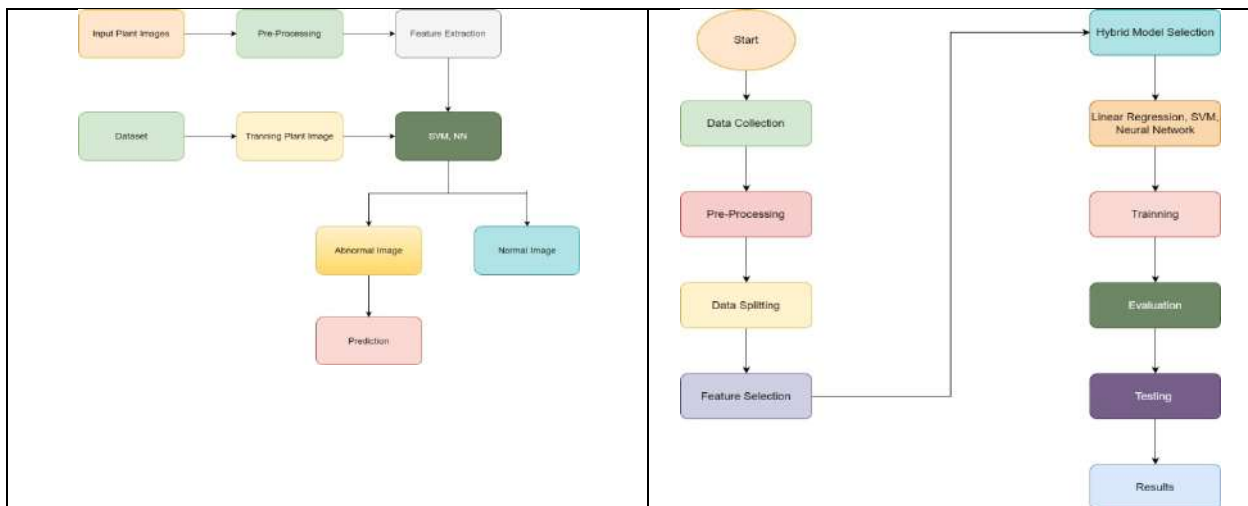 Input Plant Images
Pre-Processing
Feature Extraction
Dataset
Tranning Plant Image
SVM, NN
Abnormal Image
Normal Image
Prediction
Start
Data Collection
Pre-Processing
Data Splitting
Feature Selection
Hybrid Model Selection
Linear Regression, SVM,
Neural Network
Trainning
Evaluation
Testing
Results